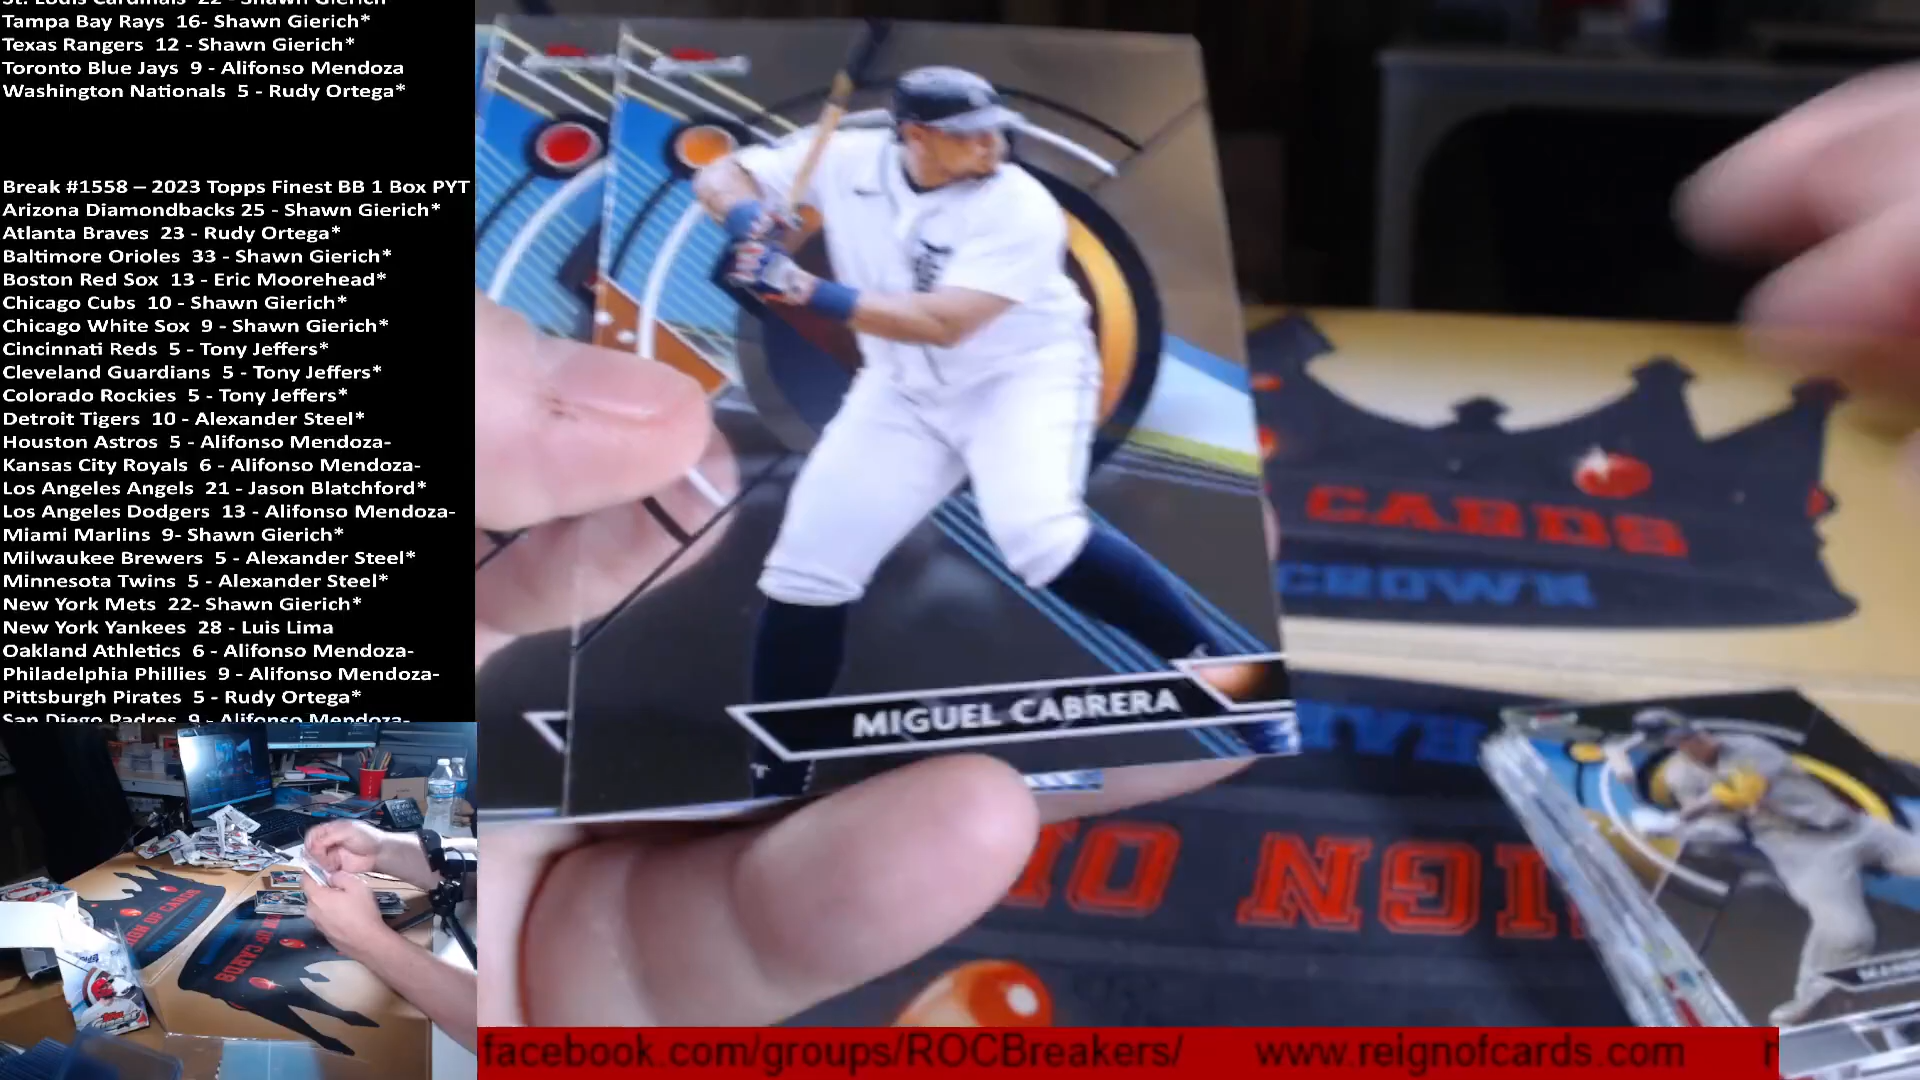 Tampa Bay Rays 16- Shawn Gierich*
Texas Rangers 12 - Shawn Gierich*
Toronto Blue Jays 9 - Alifonso Mendoza
Washington Nationals 5 - Rudy Ortega*
Break #1558 – 2023 Topps Finest BB 1 Box PYT
Arizona Diamondbacks 25 - Shawn Gierich*
Atlanta Braves 23 - Rudy Ortega*
Baltimore Orioles 33 - Shawn Gierich*
Boston Red Sox 13 - Eric Moorehead*
Chicago Cubs 10 - Shawn Gierich*
Chicago White Sox 9 - Shawn Gierich*
Cincinnati Reds 5 - Tony Jeffers*
Cleveland Guardians 5 - Tony Jeffers*
Colorado Rockies 5 - Tony Jeffers*
Detroit Tigers 10 - Alexander Steel*
Houston Astros 5 - Alifonso Mendoza-
Kansas City Royals 6 - Alifonso Mendoza-
Los Angeles Angels 21 - Jason Blatchford*
Los Angeles Dodgers 13 - Alifonso Mendoza-
Miami Marlins 9- Shawn Gierich*
Milwaukee Brewers 5 - Alexander Steel*
Minnesota Twins 5 - Alexander Steel*
New York Mets 22- Shawn Gierich*
New York Yankees 28 - Luis Lima
Oakland Athletics 6 - Alifonso Mendoza-
Philadelphia Phillies 9 - Alifonso Mendoza-
Pittsburgh Pirates 5 - Rudy Ortega*
San Diego Padres 9 - Alifonso Mendoza-
MIGUEL CABRERA
CARDS
CROWN
REIGN OF CARDS
facebook.com/groups/ROCBreakers/ www.reignofcards.com